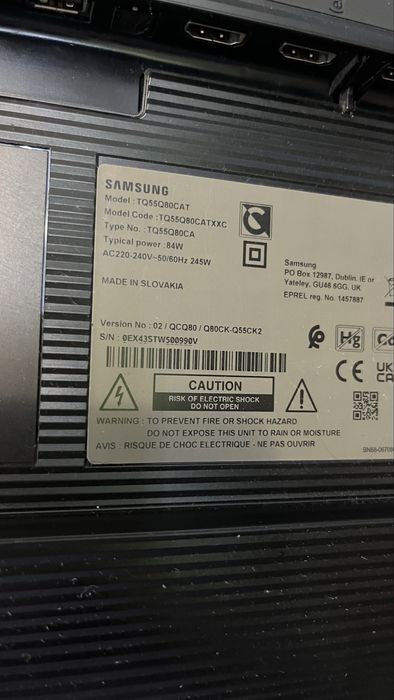 SAMSUNG
Model : TQ55Q80CAT
Model Code : TQ55Q80CATXXC
Type No. : TQ55Q80CA
Typical power : 84W
AC220-240V~50/60Hz 245W
MADE IN SLOVAKIA
Samsung
PO Box 12987, Dublin. IE or
Yateley, GU46 6GG. UK
EPREL reg. No. 1457887
Version No : 02 / QCQ80 / Q80CK-Q55CK2
S/N : 0EX43STW500990V
Hg
CE
UK
CA
CAUTION
RISK OF ELECTRIC SHOCK
DO NOT OPEN
WARNING : TO PREVENT FIRE OR SHOCK HAZARD
DO NOT EXPOSE THIS UNIT TO RAIN OR MOISTURE
AVIS : RISQUE DE CHOC ELECTRIQUE - NE PAS OUVRIR